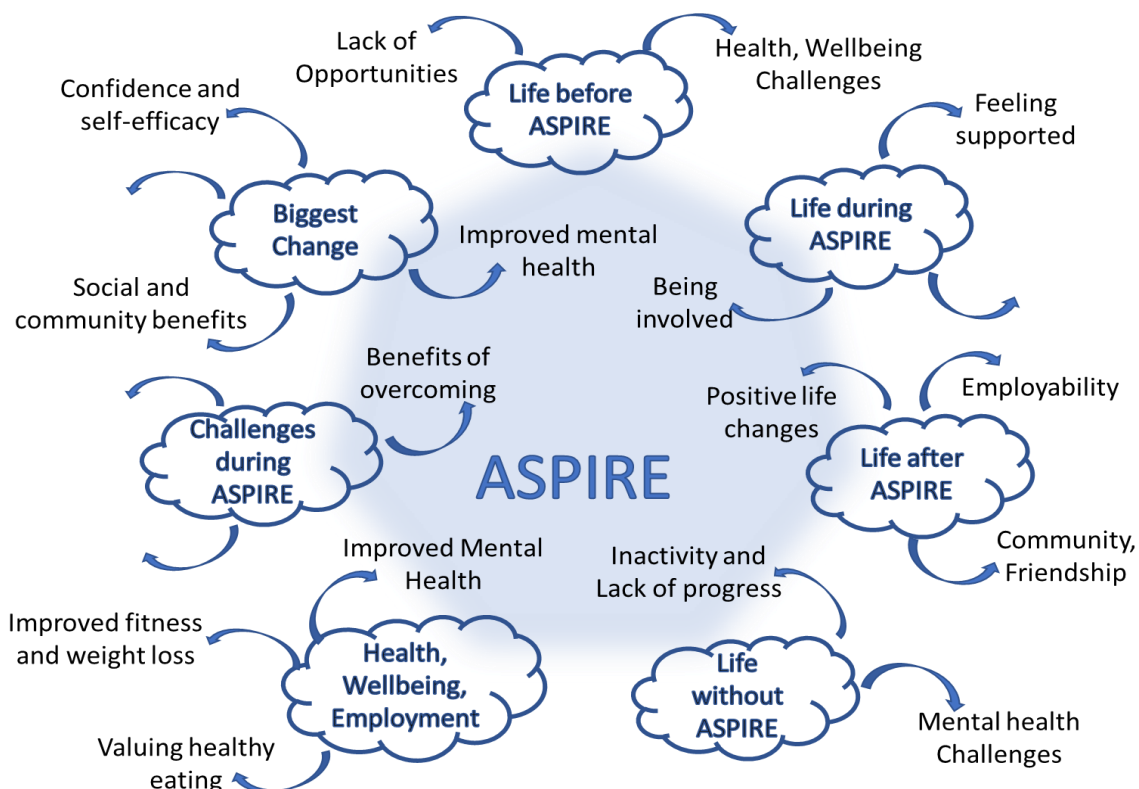 Lack of
Opportunities
Life before
ASPIRE
Health, Wellbeing
Challenges
Confidence and
self-efficacy
Biggest
Change
Improved mental
health
Social and
community benefits
Feeling
supported
Life during
ASPIRE
Being
involved
Benefits of
overcoming
Challenges
during
ASPIRE
ASPIRE
Positive life
changes
Employability
Life after
ASPIRE
Community,
Friendship
Improved Mental
Health
Improved fitness
and weight loss
Health,
Wellbeing,
Employment
Valuing healthy
eating
Inactivity and
Lack of progress
Life
without
ASPIRE
Mental health
Challenges